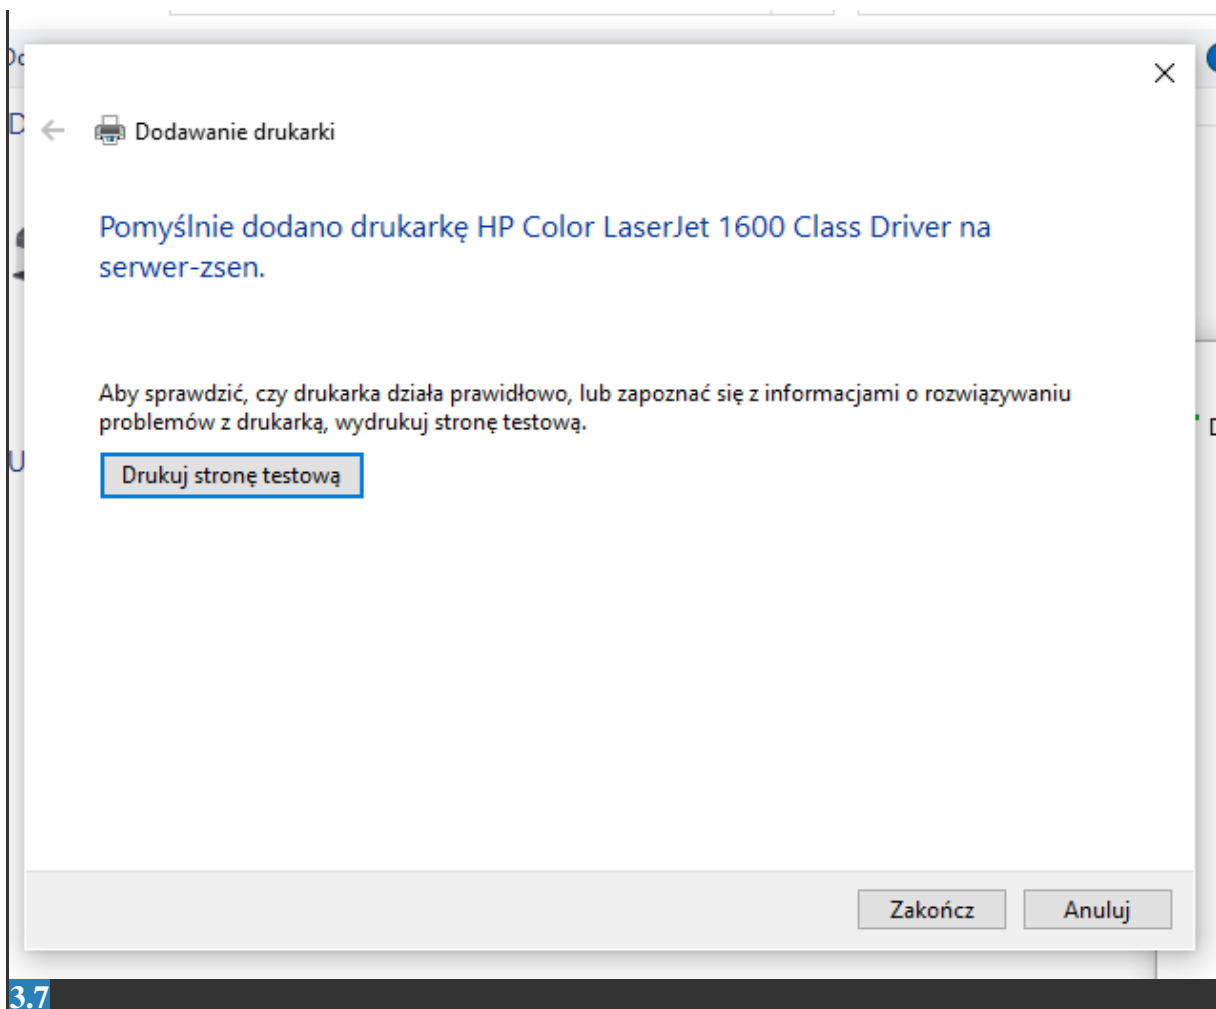 Dodawanie drukarki
Pomyślnie dodano drukarkę HP Color LaserJet 1600 Class Driver na
serwer-zsen.
Aby sprawdzić, czy drukarka działa prawidłowo, lub zapoznać się z informacjami o rozwiązywaniu
problemów z drukarką, wydrukuj stronę testową.
Drukuj stronę testową
Zakończ Anuluj
3.7